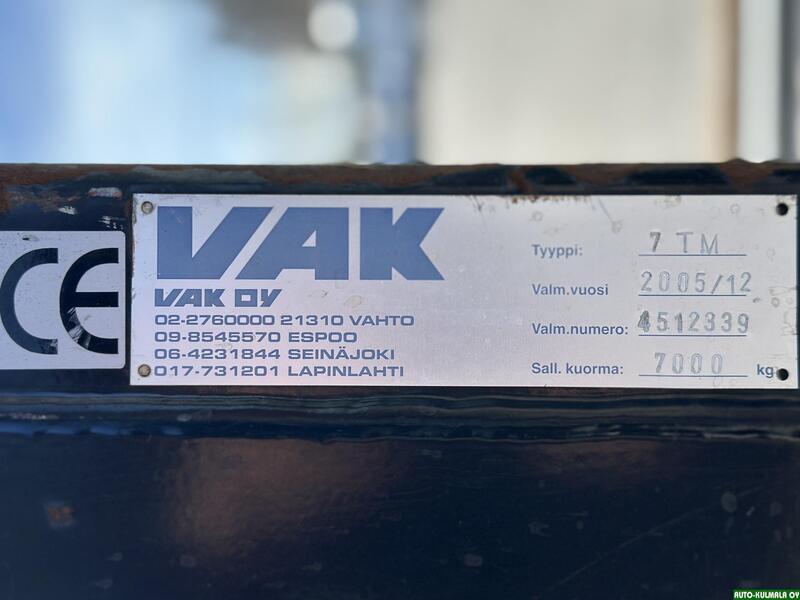 CE
VAK
VAK OY
02-2760000 21310 VAHTO
09-8545570 ESPOO
06-4231844 SEINÄJOKI
017-731201 LAPINLAHTI
Tyyppi: 7 TM
Valm.vuosi 2005/12
Valm.numero: 4512339
Sall. kuorma: 7000 kg
AUTO-KULMALA OY